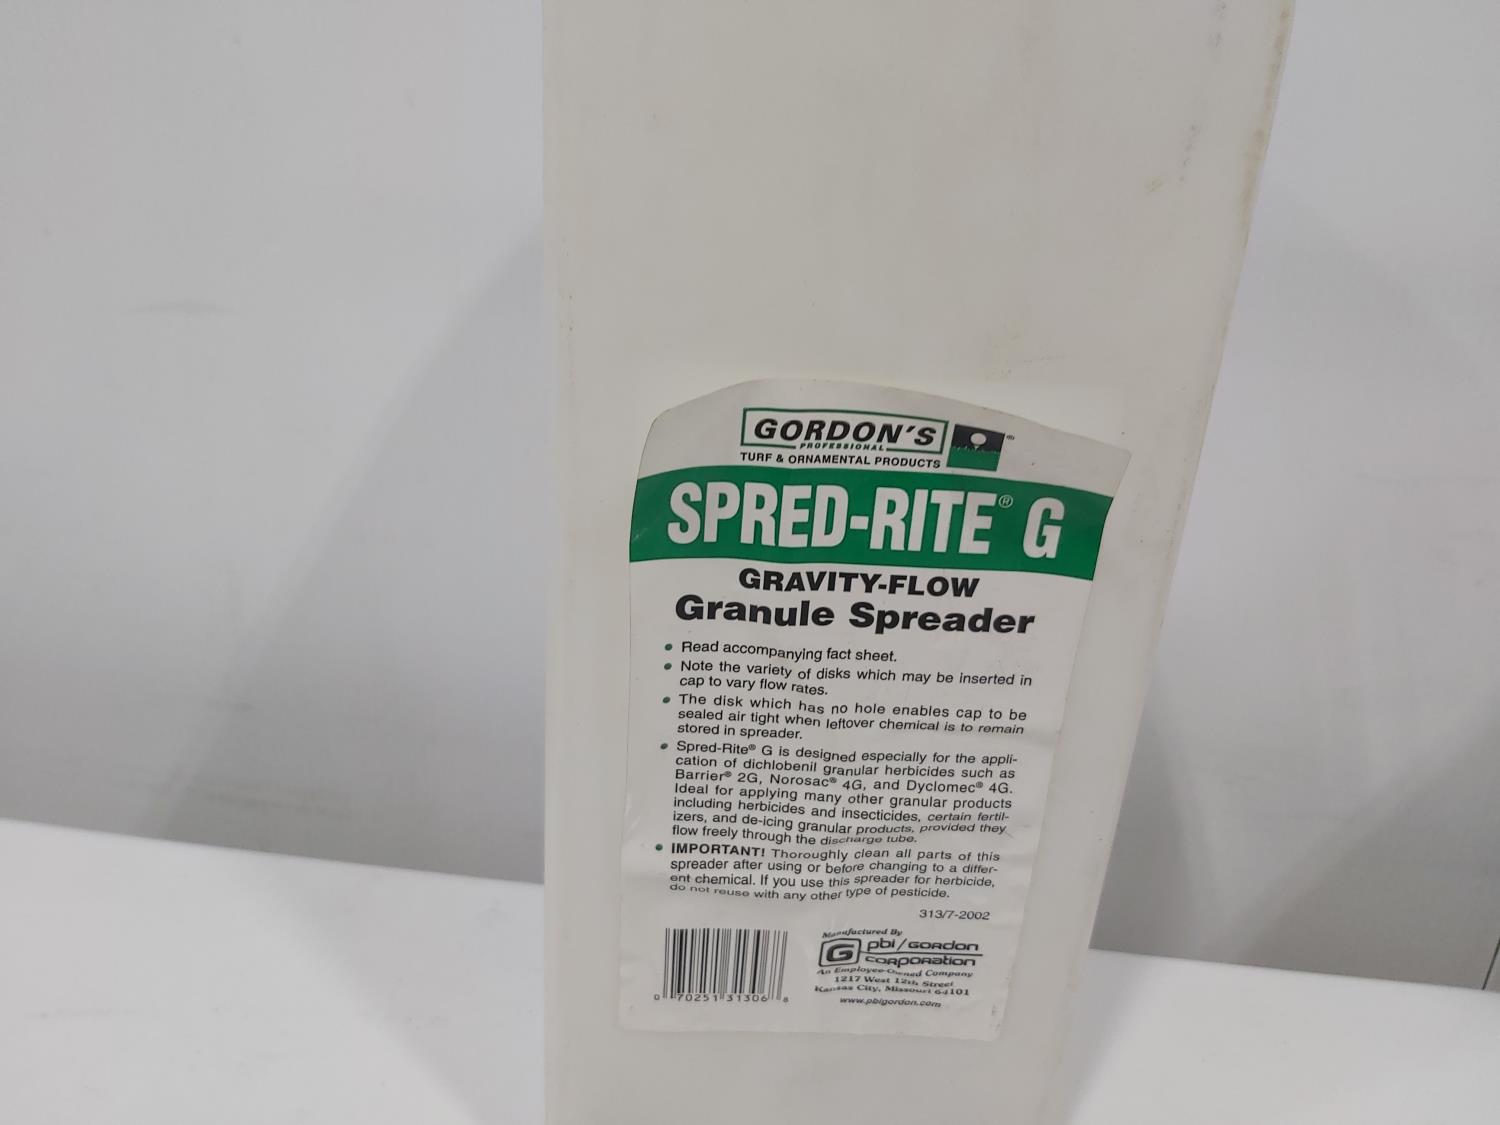 GORDON'S
PROFESSIONAL
TURF & ORNAMENTAL PRODUCTS
®
SPRED-RITE® G
GRAVITY-FLOW
Granule Spreader
• Read accompanying fact sheet.
• Note the variety of disks which may be inserted in
cap to vary flow rates.
• The disk which has no hole enables cap to be
sealed air tight when leftover chemical is to remain
stored in spreader.
• Spred-Rite® G is designed especially for the appli-
cation of dichlobenil granular herbicides such as
Barrier® 2G, Norosac® 4G, and Dyclomec® 4G.
Ideal for applying many other granular products
including herbicides and insecticides, certain fertil-
izers, and de-icing granular products, provided they
flow freely through the discharge tube.
• IMPORTANT! Thoroughly clean all parts of this
spreader after using or before changing to a differ-
ent chemical. If you use this spreader for herbicide,
do not reuse with any other type of pesticide.
313/7-2002
Manufactured By
G pbi/GORDON
CORPORATION
An Employee-Owned Company
1217 West 12th Street
Kansas City, Missouri 64101
www.pbigordon.com
0 70251 31306 8